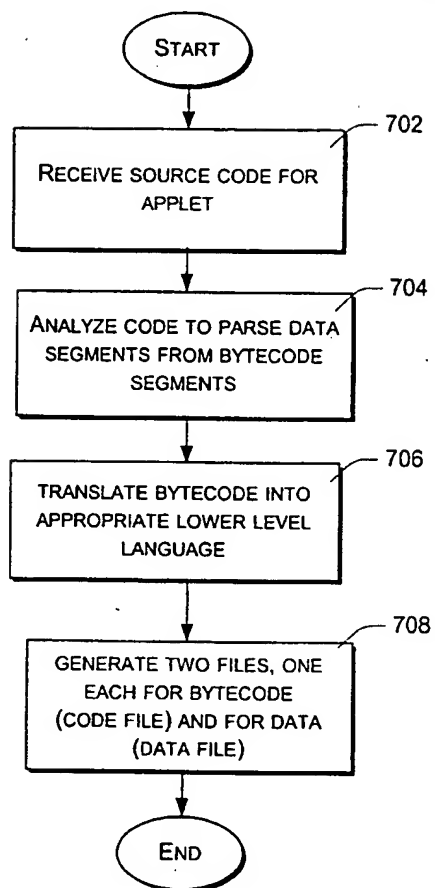 START
702
RECEIVE SOURCE CODE FOR
APPLET
704
ANALYZE CODE TO PARSE DATA
SEGMENTS FROM BYTECODE
SEGMENTS
706
TRANSLATE BYTECODE INTO
APPROPRIATE LOWER LEVEL
LANGUAGE
708
GENERATE TWO FILES, ONE
EACH FOR BYTECODE
(CODE FILE) AND FOR DATA
(DATA FILE)
END